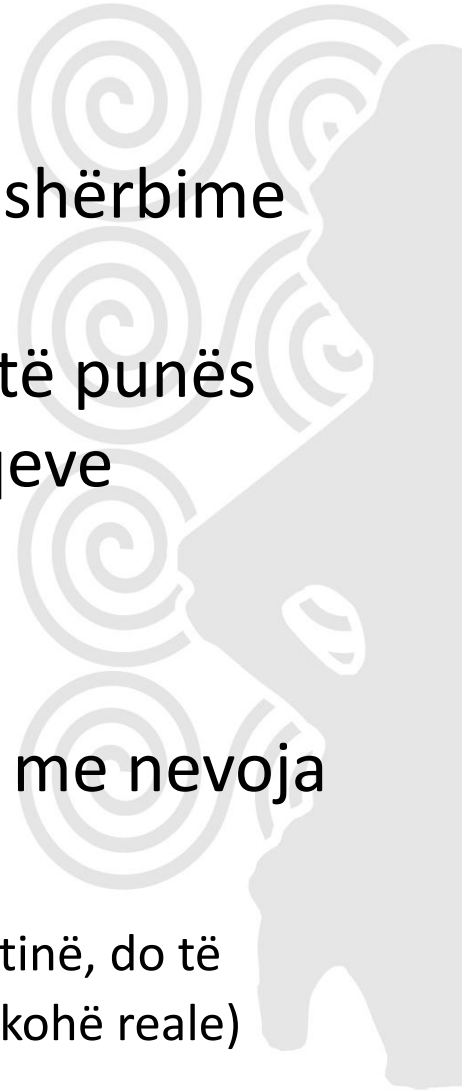 shërbime
të punës
qeve
me nevoja
tinë, do të
kohë reale)